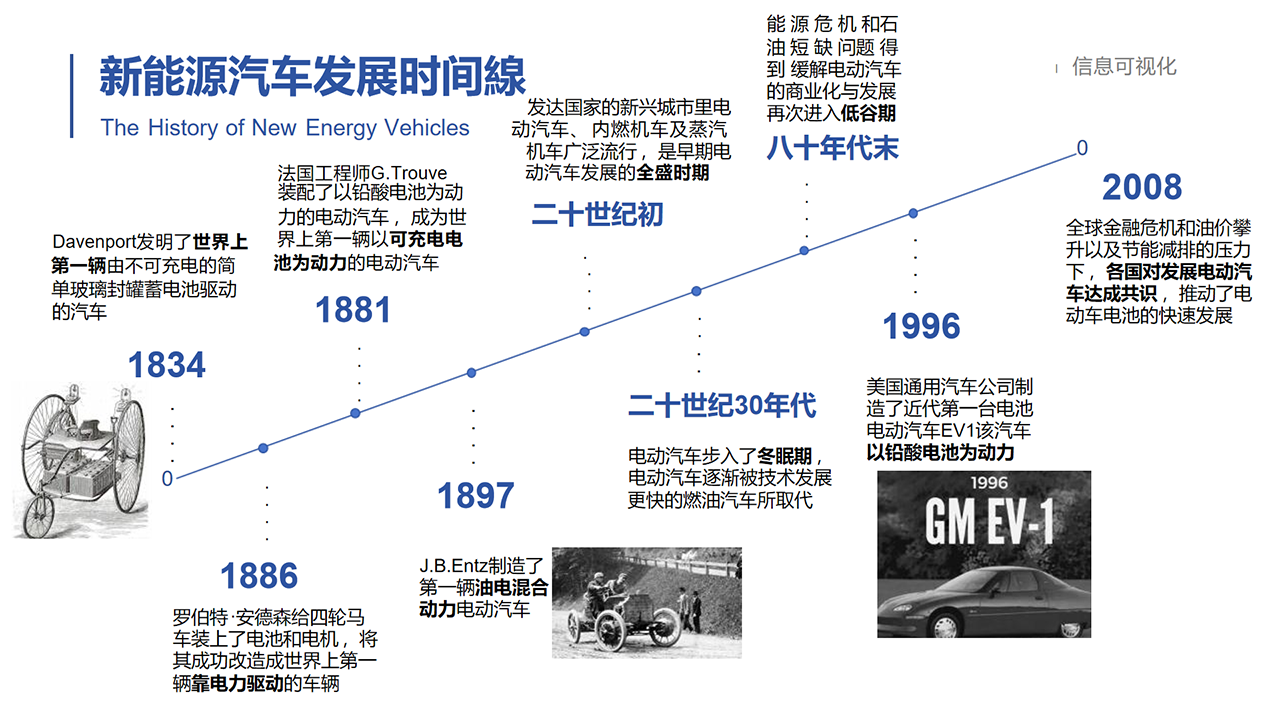 新能源汽车发展时间線
The History of New Energy Vehicles
信息可视化
Davenport发明了世界上
第一辆由不可充电的简
单玻璃封罐蓄电池驱动
的汽车
1834
0
罗伯特·安德森给四轮马
车装上了电池和电机，将
其成功改造成世界上第一
辆靠电力驱动的车辆
1886
法国工程师G.Trouve
装配了以铅酸电池为动
力的电动汽车，成为世
界上第一辆以可充电电
池为动力的电动汽车
1881
1897
J.B.Entz制造了
第一辆油电混合
动力电动汽车
发达国家的新兴城市里电
动汽车、内燃机车及蒸汽
机车广泛流行，是早期电
动汽车发展的全盛时期
二十世纪初
二十世纪30年代
电动汽车步入了冬眠期，
电动汽车逐渐被技术发展
更快的燃油汽车所取代
能源危机和石
油短缺问题得
到缓解电动汽车
的商业化与发展
再次进入低谷期
八十年代末
1996
美国通用汽车公司制
造了近代第一台电池
电动汽车EV1该汽车
以铅酸电池为动力
1996
GM EV-1
0
2008
全球金融危机和油价攀
升以及节能减排的压力
下，各国对发展电动汽
车达成共识，推动了电
动车电池的快速发展